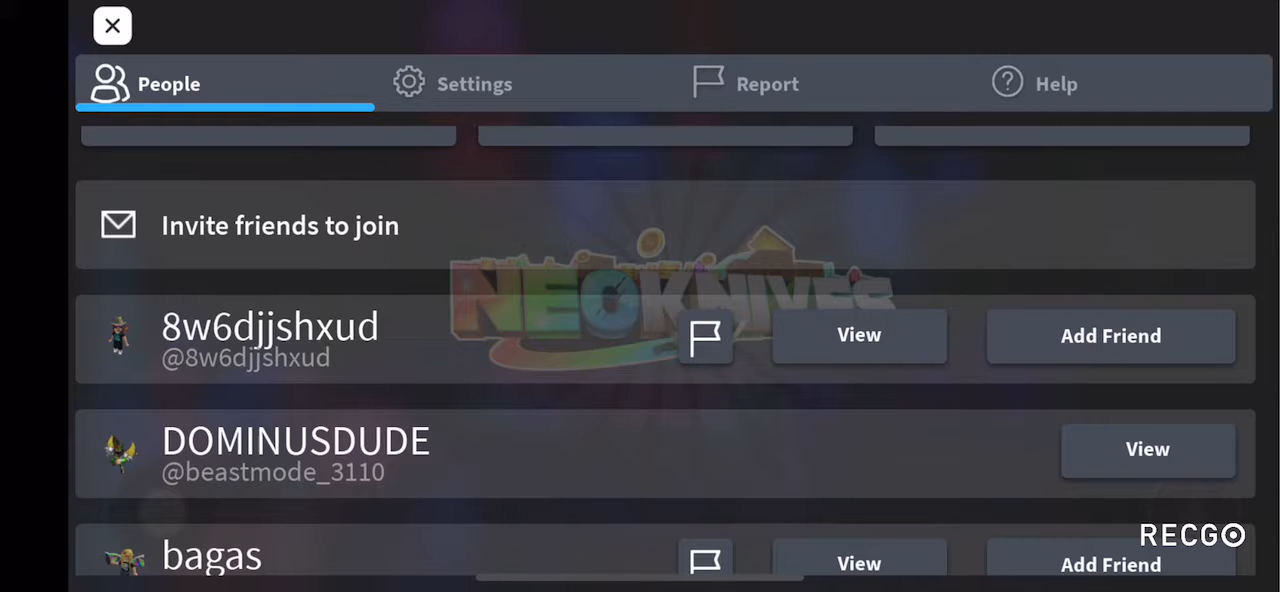 People
Settings
Report
Help
Invite friends to join
NEOKNIVES
8w6djjshxud
@8w6djjshxud
View
Add Friend
DOMINUSDUDE
@beastmode_3110
View
bagas
View
Add Friend
RECGO